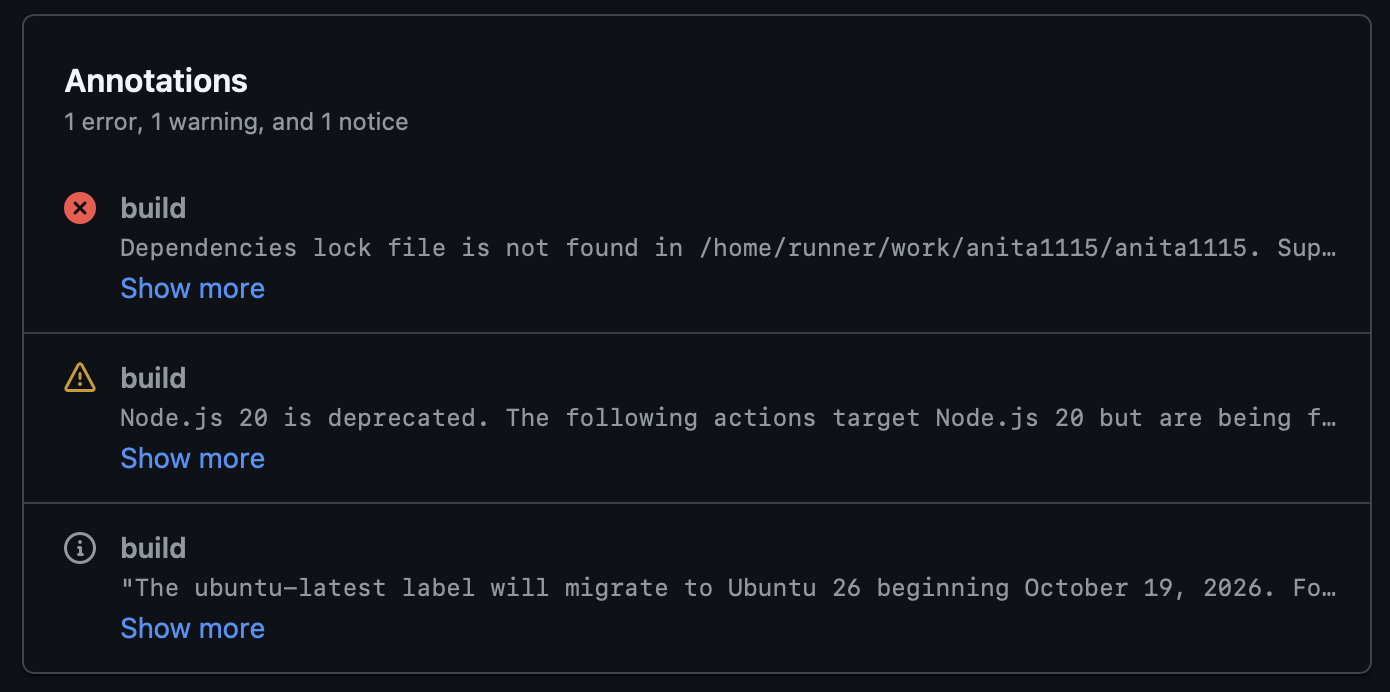 Annotations
1 error, 1 warning, and 1 notice
build
Dependencies lock file is not found in /home/runner/work/anita1115/anita1115. Sup…
Show more
build
Node.js 20 is deprecated. The following actions target Node.js 20 but are being f…
Show more
build
"The ubuntu-latest label will migrate to Ubuntu 26 beginning October 19, 2026. Fo…
Show more